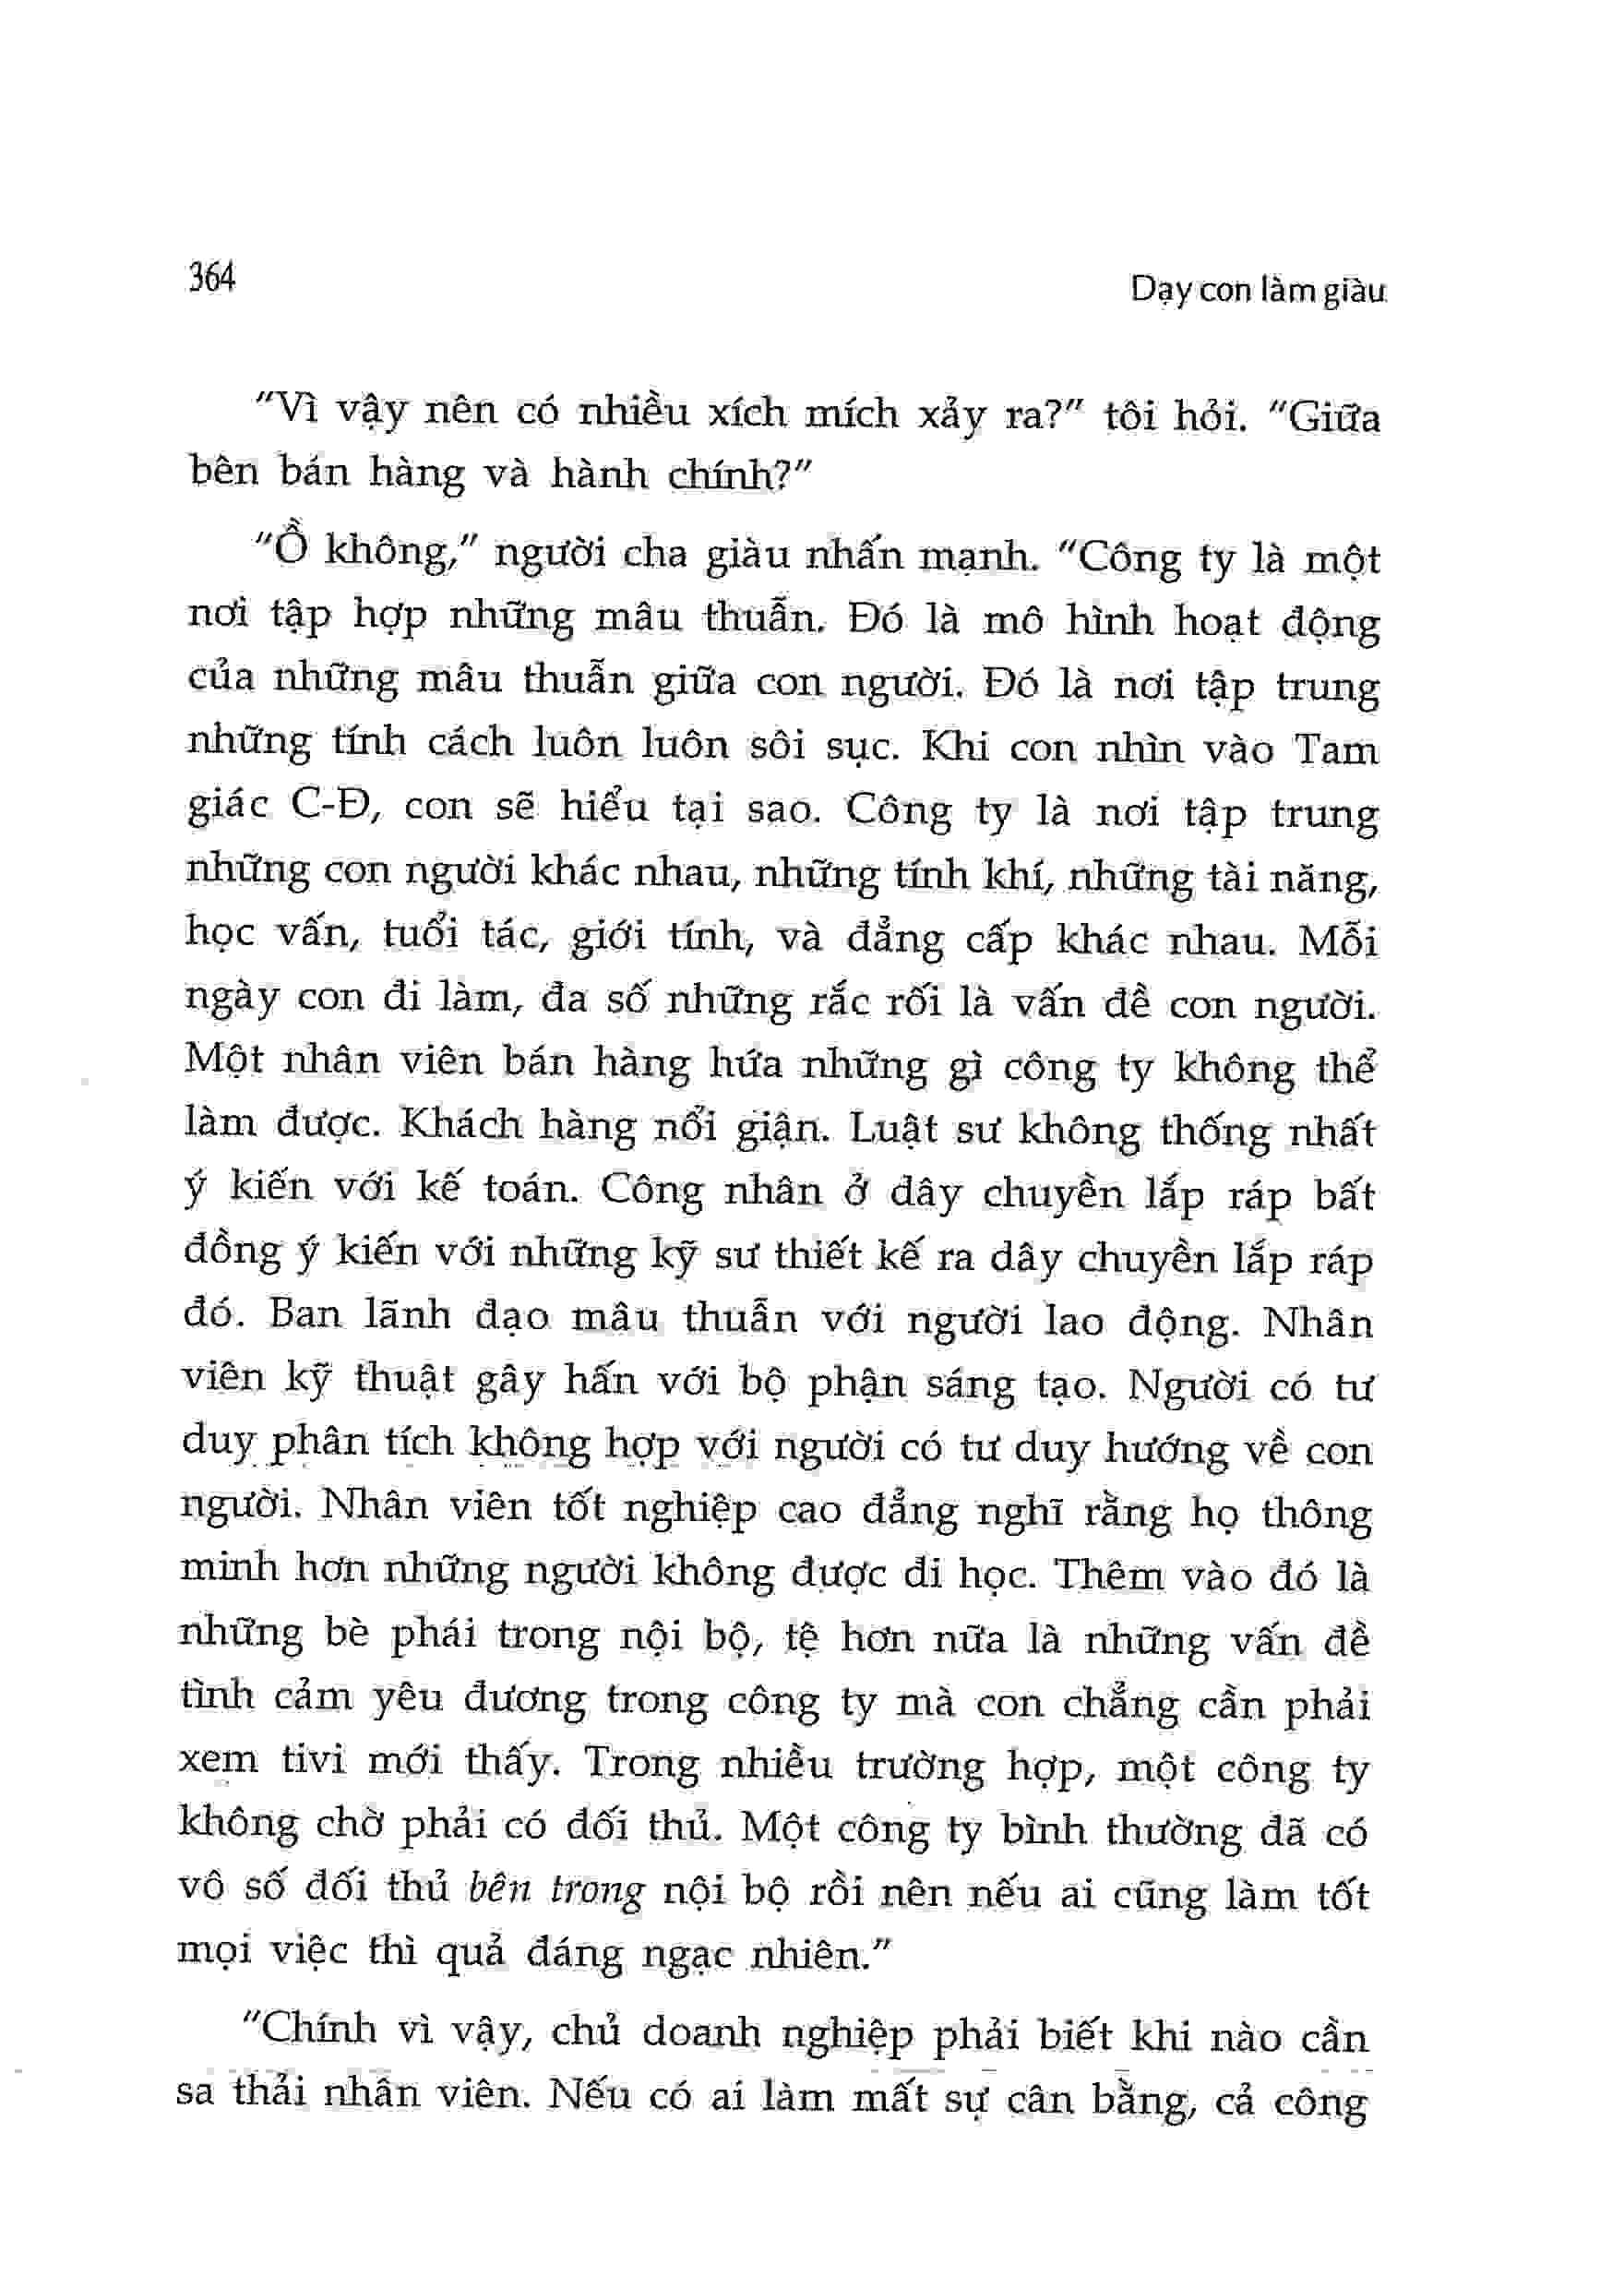 364
Dạy con làm giàu
"Vì vậy nên có nhiều xích mích xảy ra?" tôi hỏi. "Giữa
bên bán hàng và hành chính?"
"Ồ không," người cha giàu nhấn mạnh. "Công ty là một
nơi tập hợp những mâu thuẫn. Đó là mô hình hoạt động
của những mâu thuẫn giữa con người. Đó là nơi tập trung
những tính cách luôn luôn sôi sục. Khi con nhìn vào Tam
giác C-Đ, con sẽ hiểu tại sao. Công ty là nơi tập trung
những con người khác nhau, những tính khí, những tài năng,
học vấn, tuổi tác, giới tính, và đẳng cấp khác nhau. Mỗi
ngày con đi làm, đa số những rắc rối là vấn đề con người.
Một nhân viên bán hàng hứa những gì công ty không thể
làm được. Khách hàng nổi giận. Luật sư không thống nhất
ý kiến với kế toán. Công nhân ở dây chuyền lắp ráp bất
đồng ý kiến với những kỹ sư thiết kế ra dây chuyền lắp ráp
đó. Ban lãnh đạo mâu thuẫn với người lao động. Nhân
viên kỹ thuật gây hấn với bộ phận sáng tạo. Người có tư
duy phân tích không hợp với người có tư duy hướng về con
người. Nhân viên tốt nghiệp cao đẳng nghĩ rằng họ thông
minh hơn những người không được đi học. Thêm vào đó là
những bè phái trong nội bộ, tệ hơn nữa là những vấn đề
tình cảm yêu đương trong công ty mà con chẳng cần phải
xem tivi mới thấy. Trong nhiều trường hợp, một công ty
không chờ phải có đối thủ. Một công ty bình thường đã có
vô số đối thủ bên trong nội bộ rồi nên nếu ai cũng làm tốt
mọi việc thì quả đáng ngạc nhiên."
"Chính vì vậy, chủ doanh nghiệp phải biết khi nào cần
sa thải nhân viên. Nếu có ai làm mất sự cân bằng, cả công